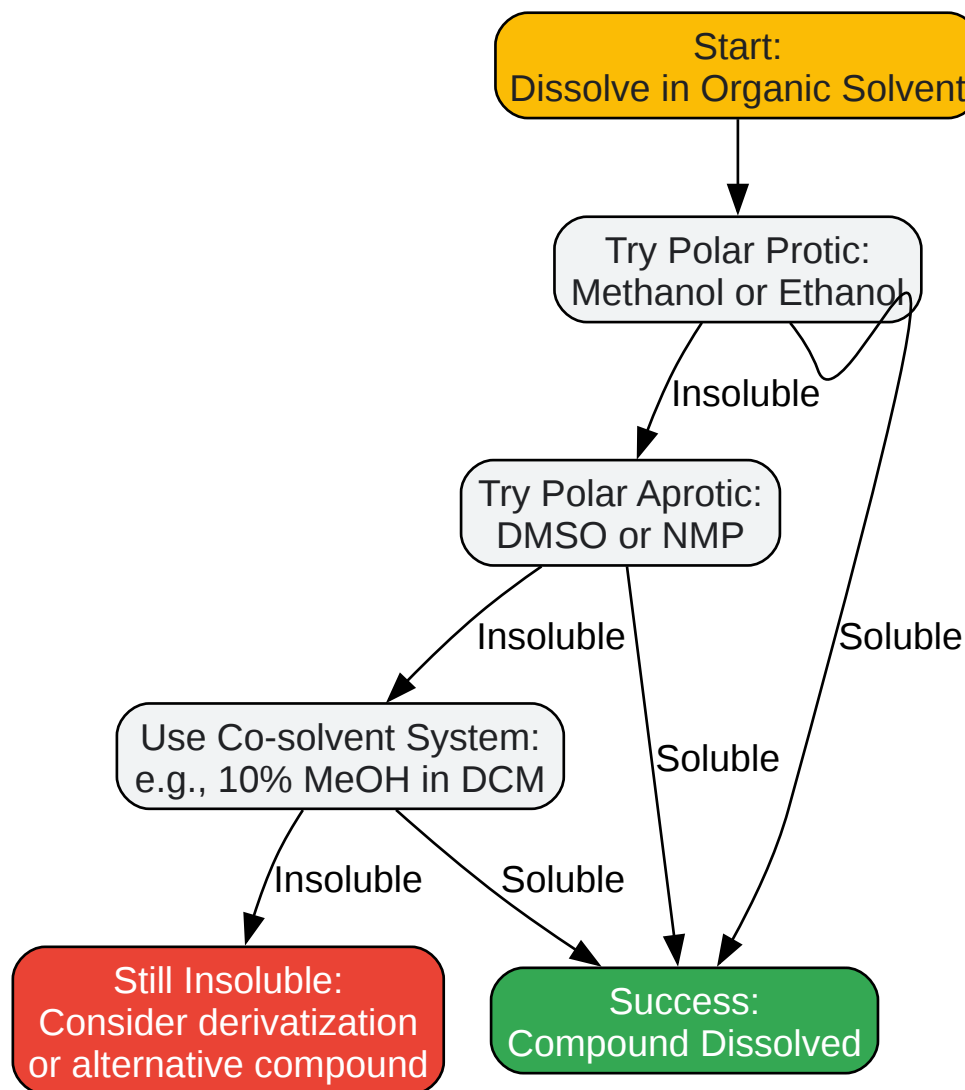 Start:
Dissolve in Organic Solvent
Try Polar Protic:
Methanol or Ethanol
Insoluble
Try Polar Aprotic:
DMSO or NMP
Insoluble
Soluble
Use Co-solvent System:
e.g., 10% MeOH in DCM
Soluble
Insoluble
Soluble
Still Insoluble:
Consider derivatization
or alternative compound
Success:
Compound Dissolved